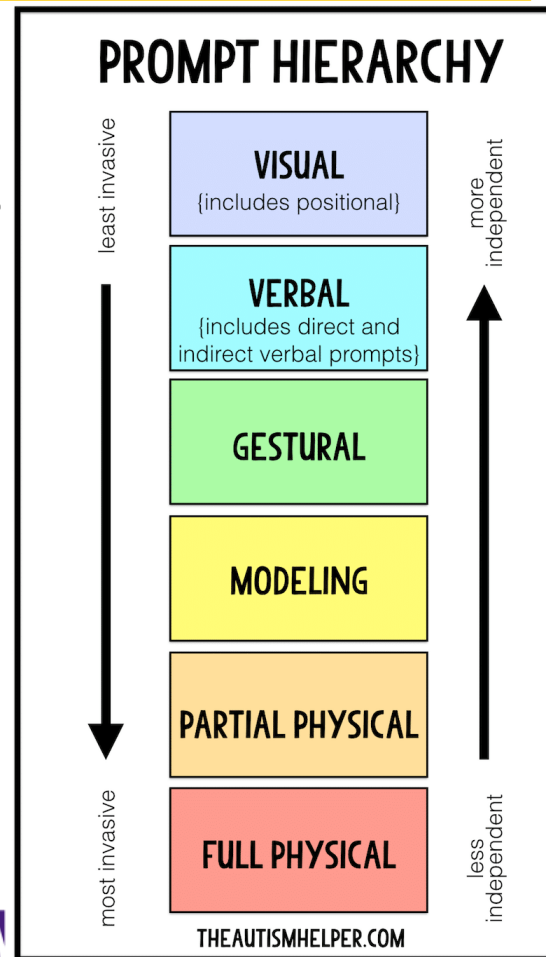 PROMPT HIERARCHY
least invasive
more
independent
VISUAL
{includes positional}
VERBAL
{includes direct and
indirect verbal prompts}
GESTURAL
MODELING
PARTIAL PHYSICAL
FULL PHYSICAL
most invasive
less
independent
THEAUTISMHELPER.COM